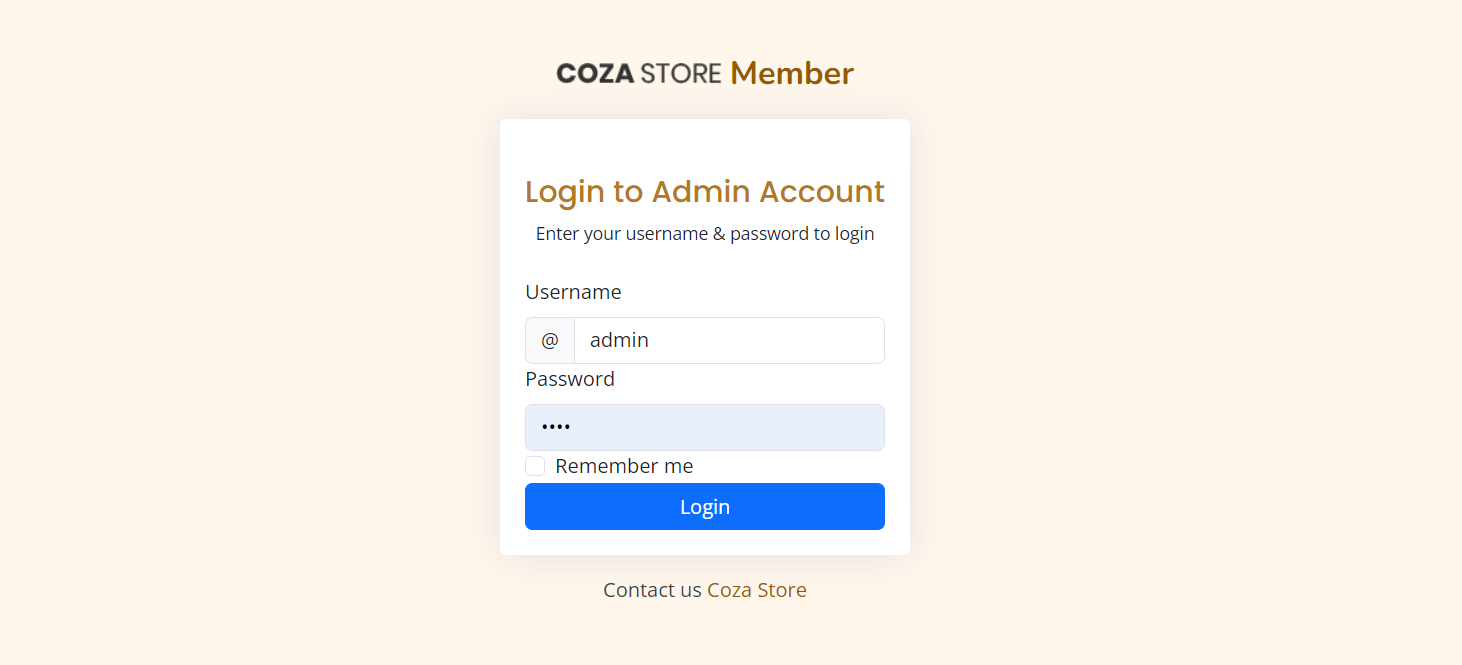 COZA STORE Member
Login to Admin Account
Enter your username & password to login
Username
@ admin
Password
••••
Remember me
Login
Contact us Coza Store